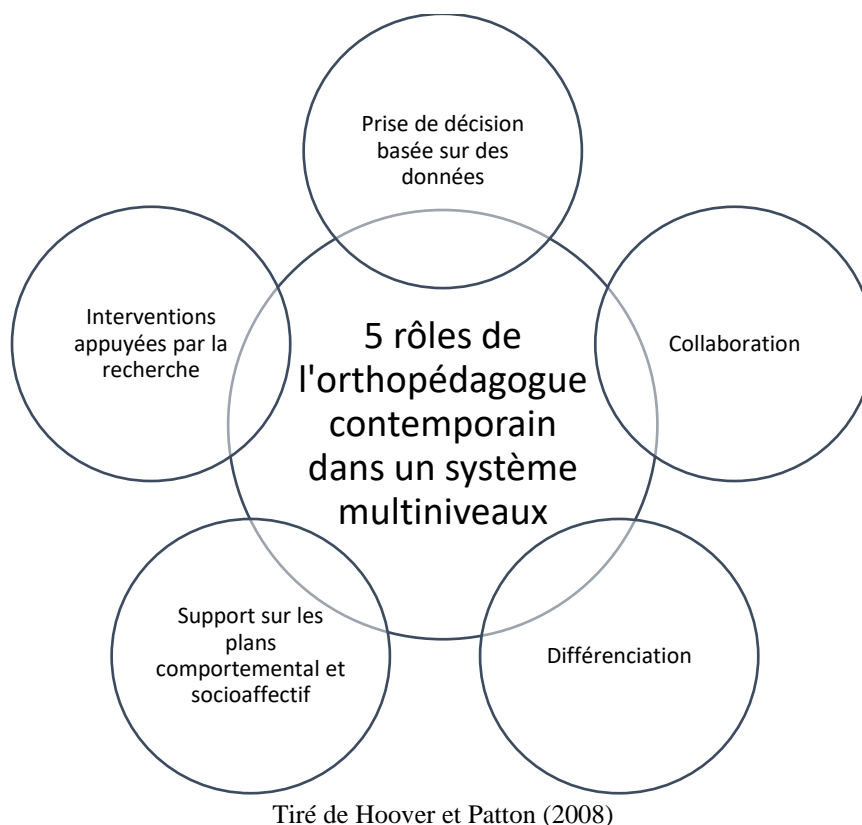 Prise de décision
basée sur des
données
Interventions
appuyées par la
recherche
5 rôles de
l'orthopédagogue
contemporain
dans un système
multiniveaux
Collaboration
Support sur les
plans
comportemental et
socioaffectif
Différenciation
Tiré de Hoover et Patton (2008)